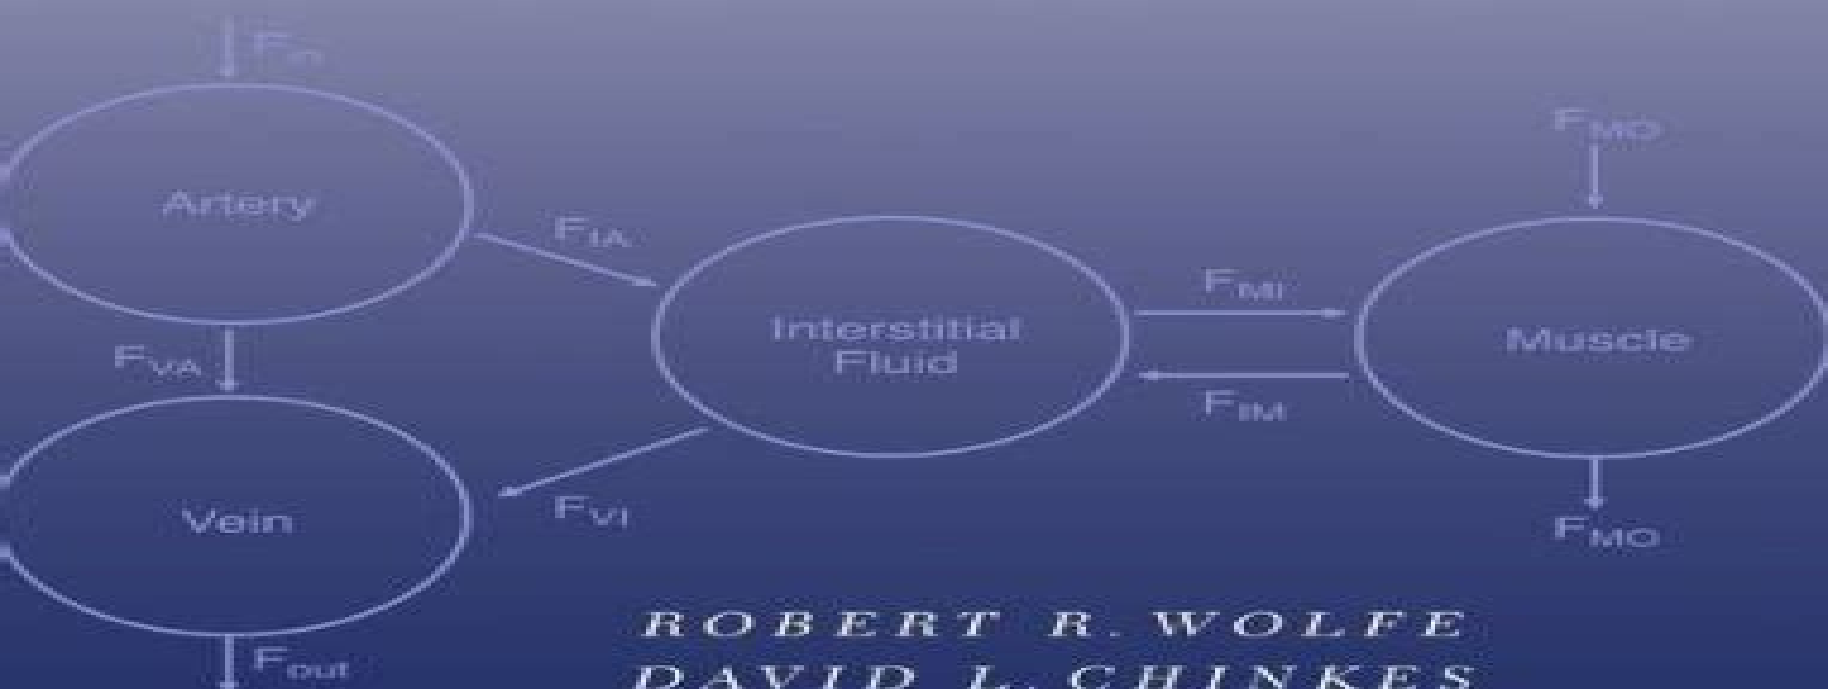 Fin
FMO
Artery
FIA
FMI
Interstitial
Fluid
Muscle
FVA
FIM
Vein
FVI
FMO
ROBERT R. WOLFE
Fout
DAVID L. CHINKES